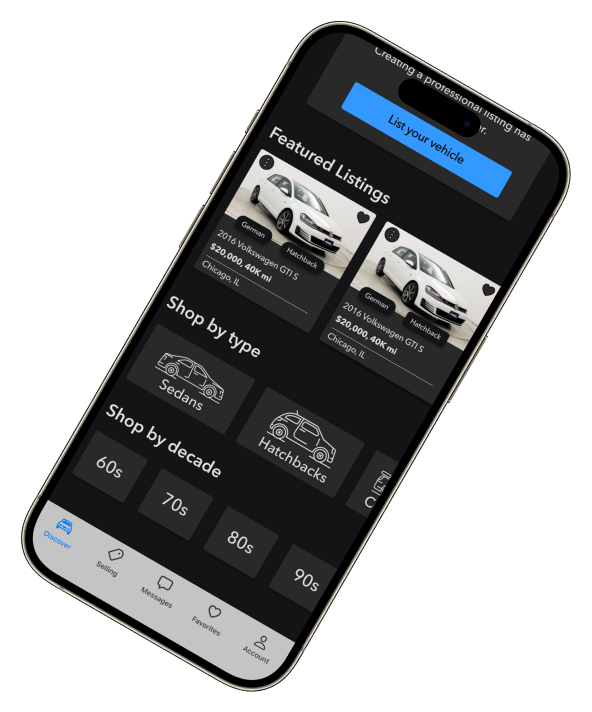 Creating a professional listing has
er.
List your vehicle
Featured Listings
German
Hatchback
2016 Volkswagen GTI S
$20,000, 40K mi
Chicago, IL
German
Hatchback
2016 Volkswagen GTI S
$20,000, 40K mi
Chicago, IL
Shop by type
Sedans
Hatchbacks
C
Shop by decade
60s
70s
80s
90s
Discover
Selling
Messages
Favorites
Account